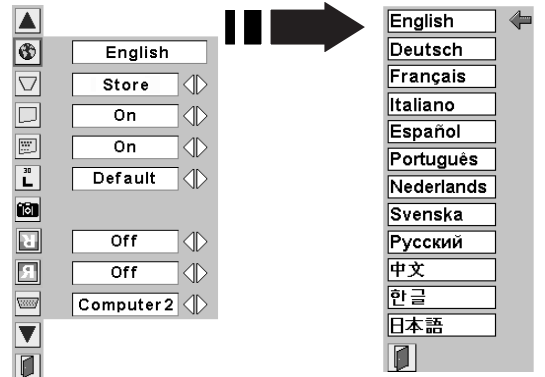 English
Store
On
On
30
L
Default
Off
R
Off
Computer2
English
Deutsch
Français
Italiano
Español
Português
Nederlands
Svenska
Русский
中文
한글
日本語